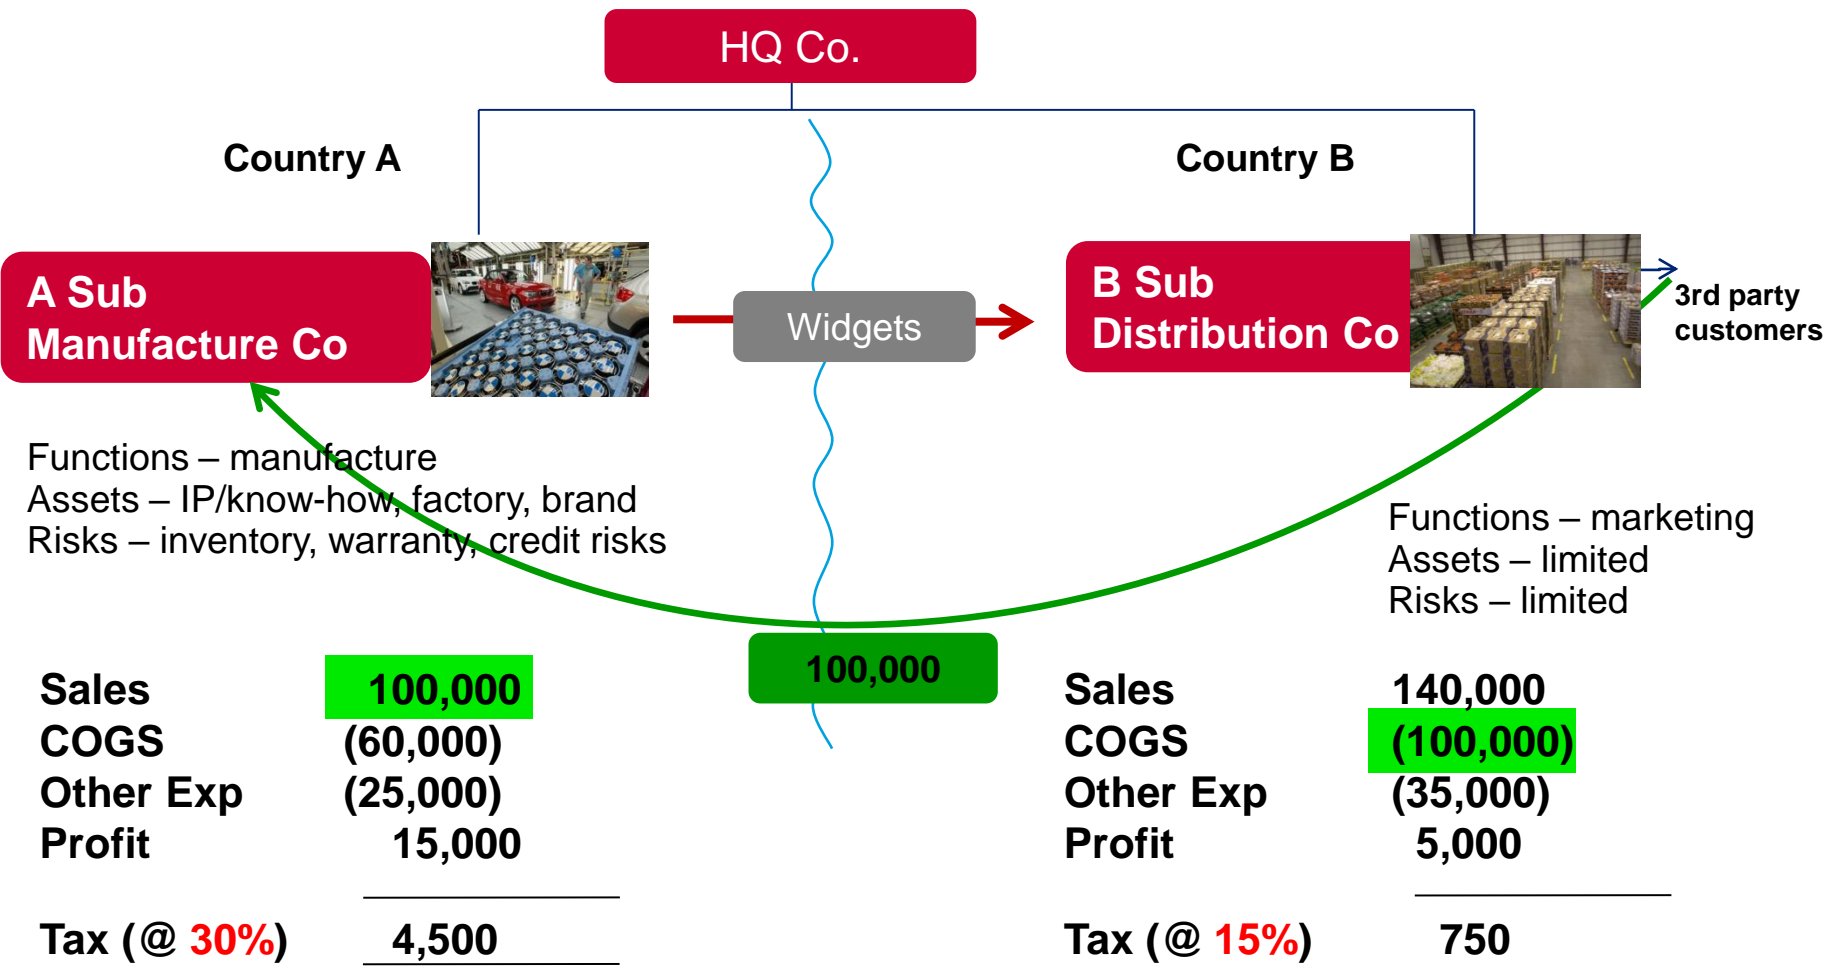 HQ Co.
Country A
Country B
A Sub
Manufacture Co
Widgets
B Sub
Distribution Co
3rd party
customers
Functions – manufacture
Assets – IP/know-how, factory, brand
Risks – inventory, warranty, credit risks
Functions – marketing
Assets – limited
Risks – limited
100,000
Sales 100,000
COGS (60,000)
Other Exp (25,000)
Profit 15,000
Tax (@ 30%) 4,500
Sales 140,000
COGS (100,000)
Other Exp (35,000)
Profit 5,000
Tax (@ 15%) 750